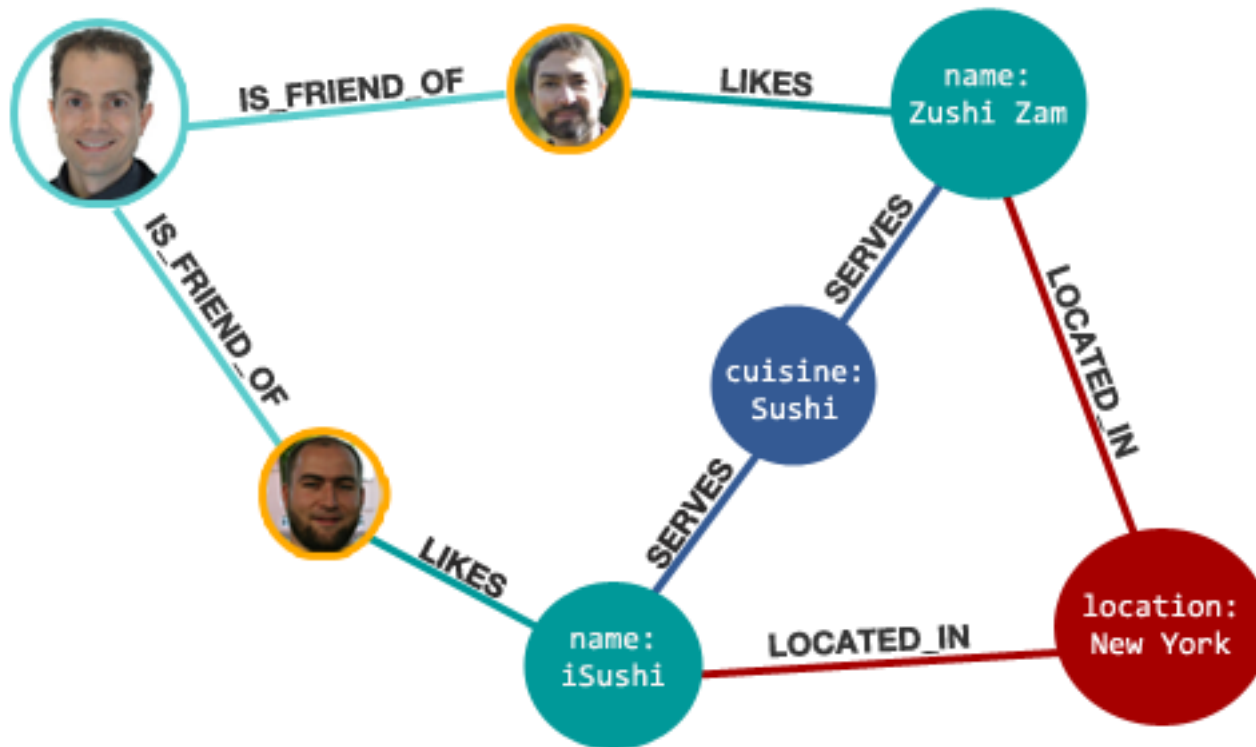 IS_FRIEND_OF
LIKES
name:
Zushi Zam
IS_FRIEND_OF
SERVES
LOCATED_IN
cuisine:
Sushi
SERVES
LIKES
name:
iSushi
LOCATED_IN
location:
New York